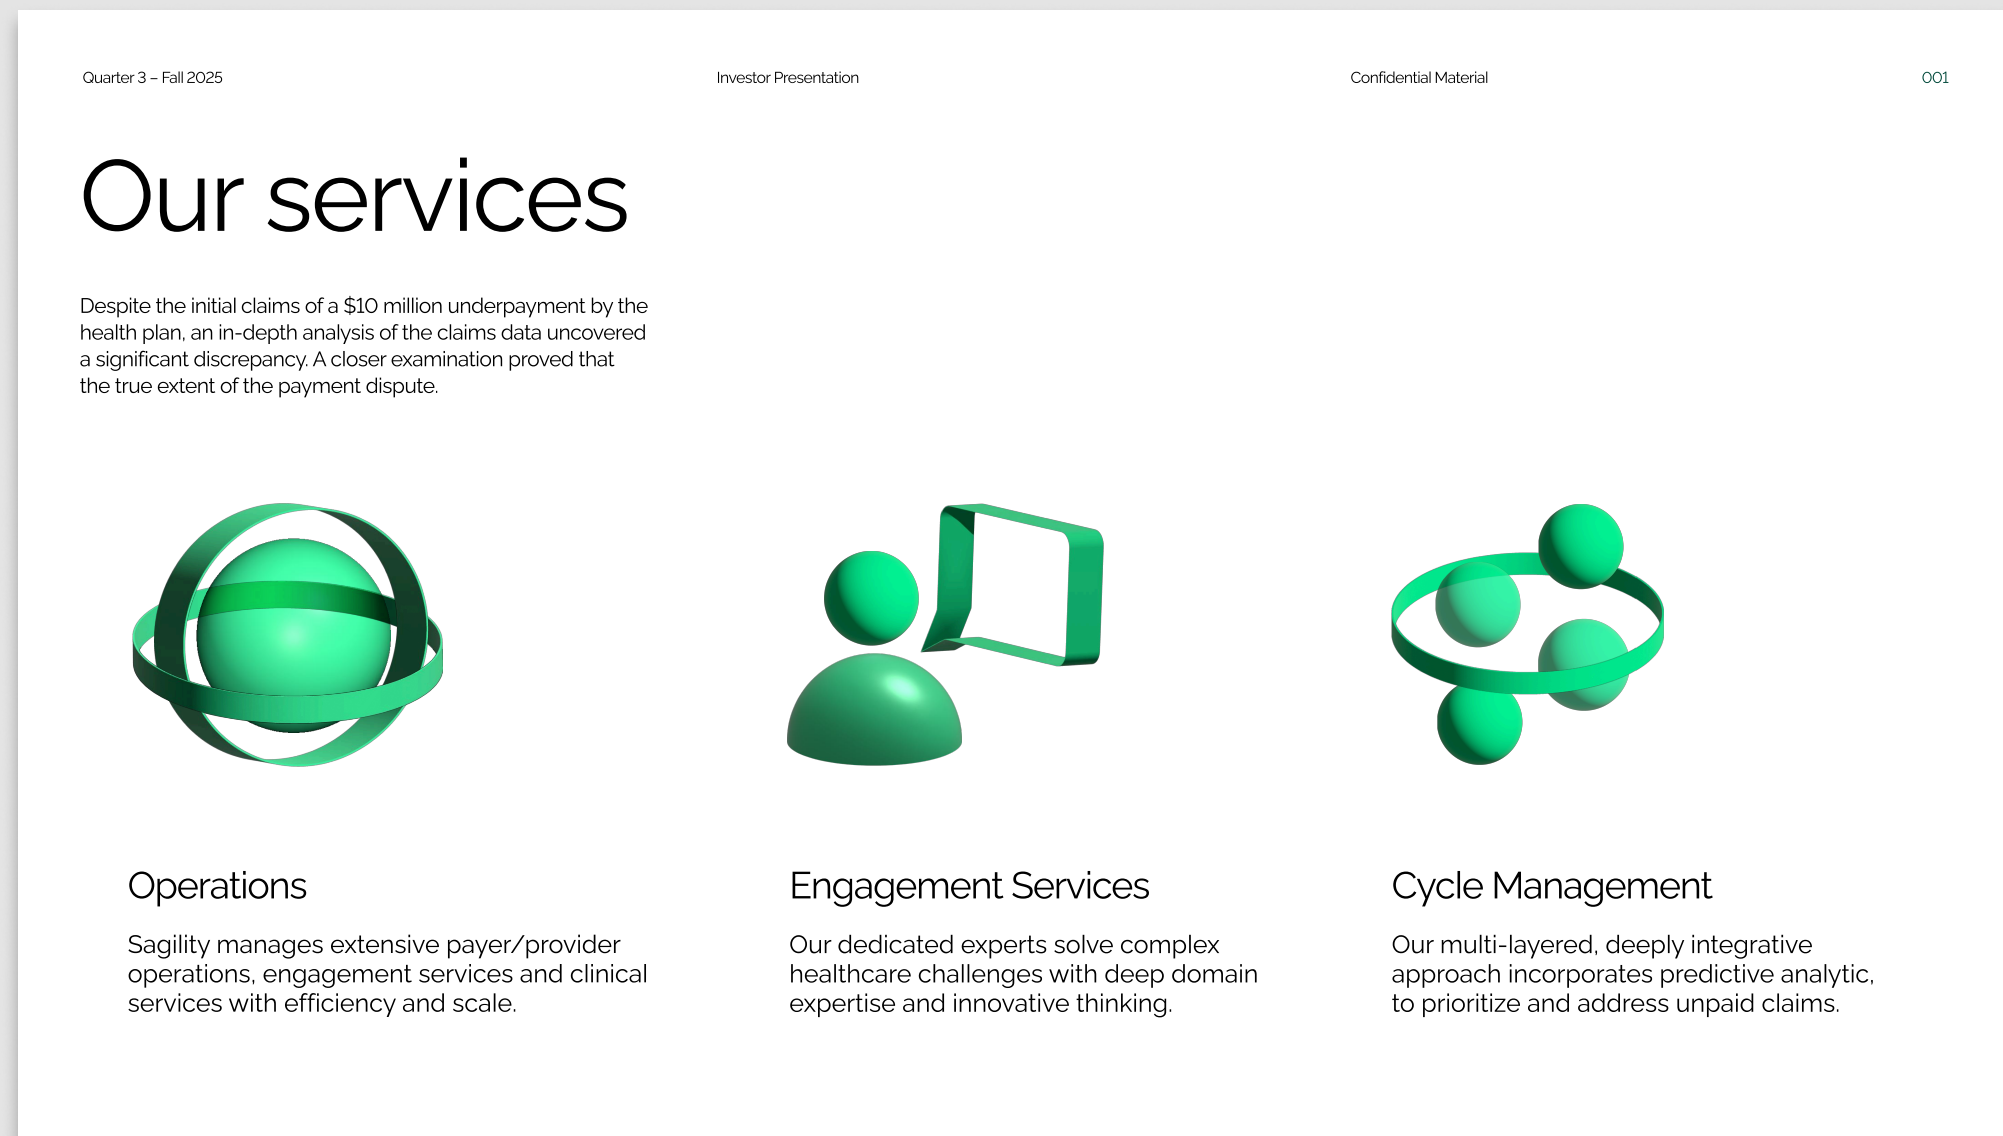 Quarter 3 – Fall 2025
Investor Presentation
Confidential Material
001
Our services
Despite the initial claims of a $10 million underpayment by the
health plan, an in-depth analysis of the claims data uncovered
a significant discrepancy. A closer examination proved that
the true extent of the payment dispute.
Operations
Sagility manages extensive payer/provider
operations, engagement services and clinical
services with efficiency and scale.
Engagement Services
Our dedicated experts solve complex
healthcare challenges with deep domain
expertise and innovative thinking.
Cycle Management
Our multi-layered, deeply integrative
approach incorporates predictive analytic,
to prioritize and address unpaid claims.